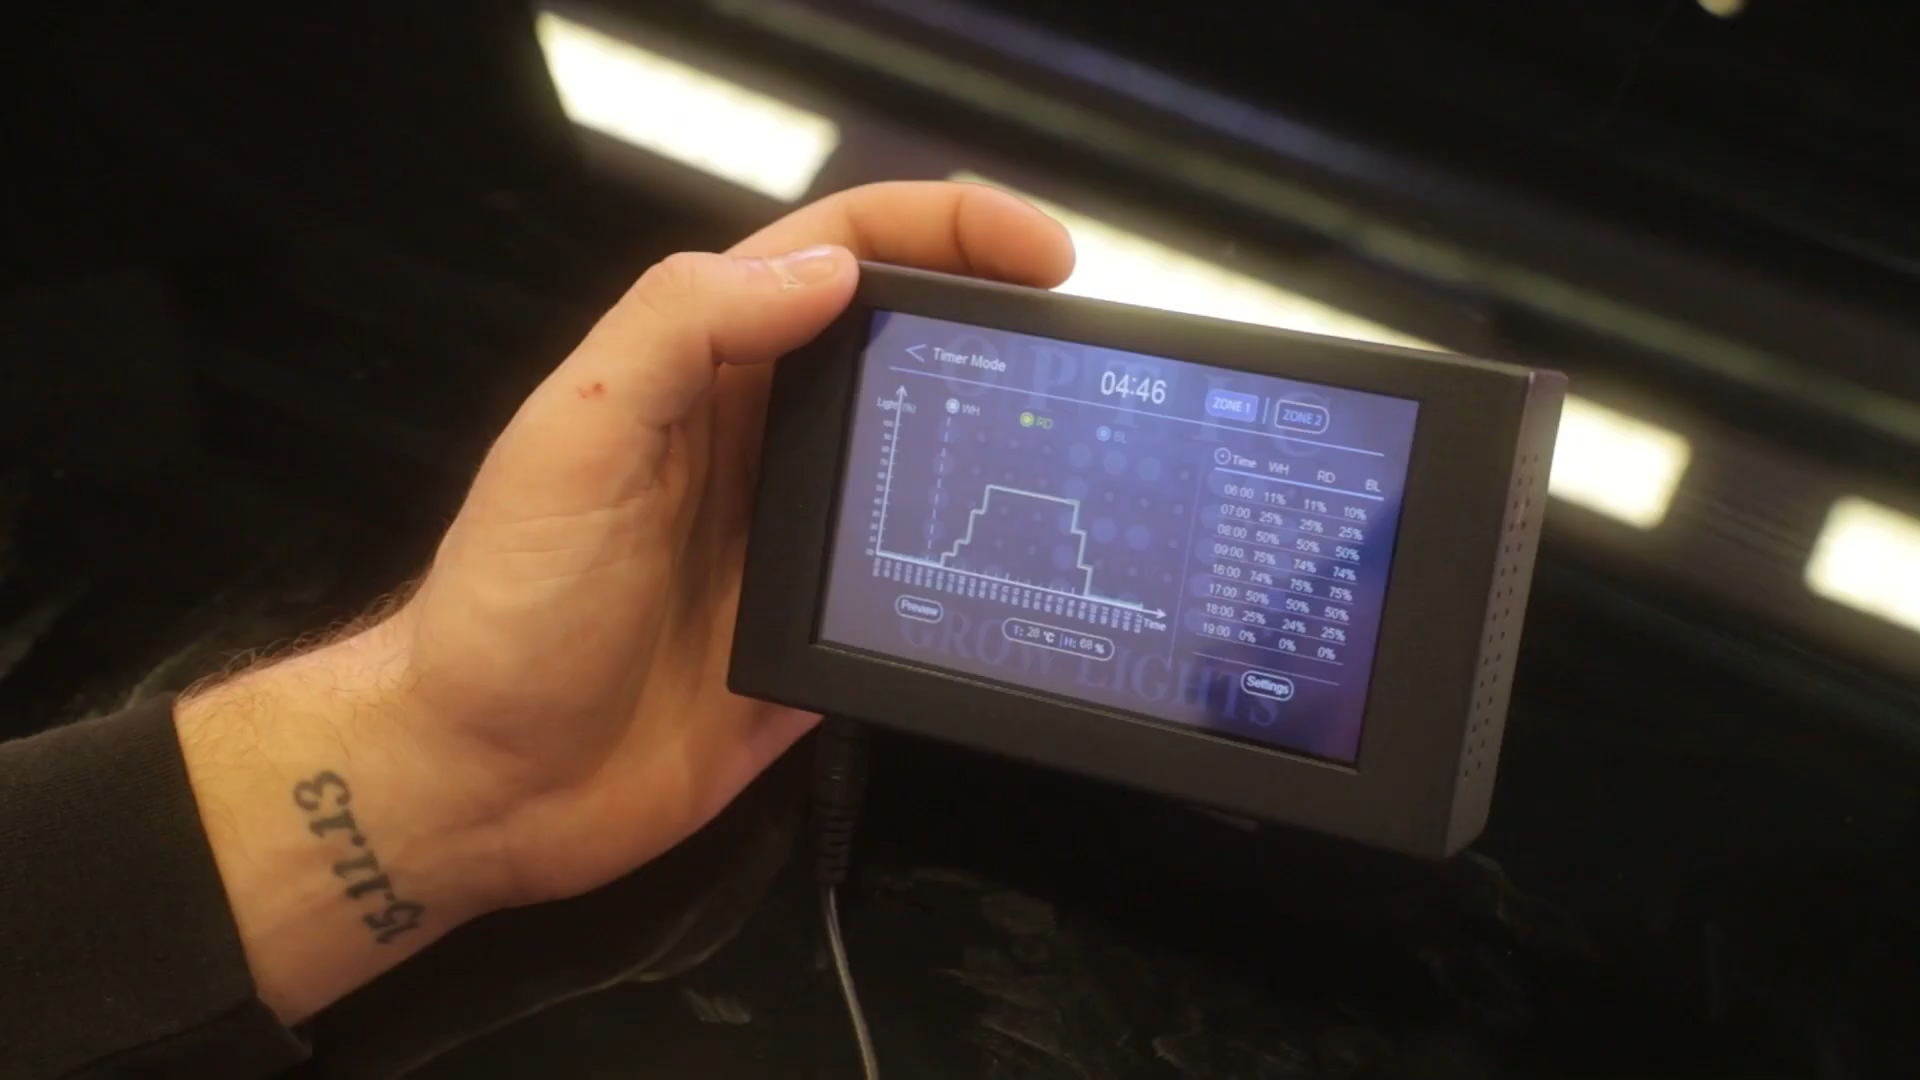 Timer Mode
04:46
ZONE 1
ZONE 2
Light (%)
WH
RD
BL
Time WH RD BL
06:00 11% 11% 10%
07:00 25% 25% 25%
08:00 50% 50% 50%
09:00 75% 74% 74%
16:00 74% 75% 75%
17:00 50% 50% 50%
18:00 25% 24% 25%
19:00 0% 0% 0%
Time
Preview
T: 28 ℃ | H: 68 %
Settings
OPTIC
GROW LIGHTS
15.11.13